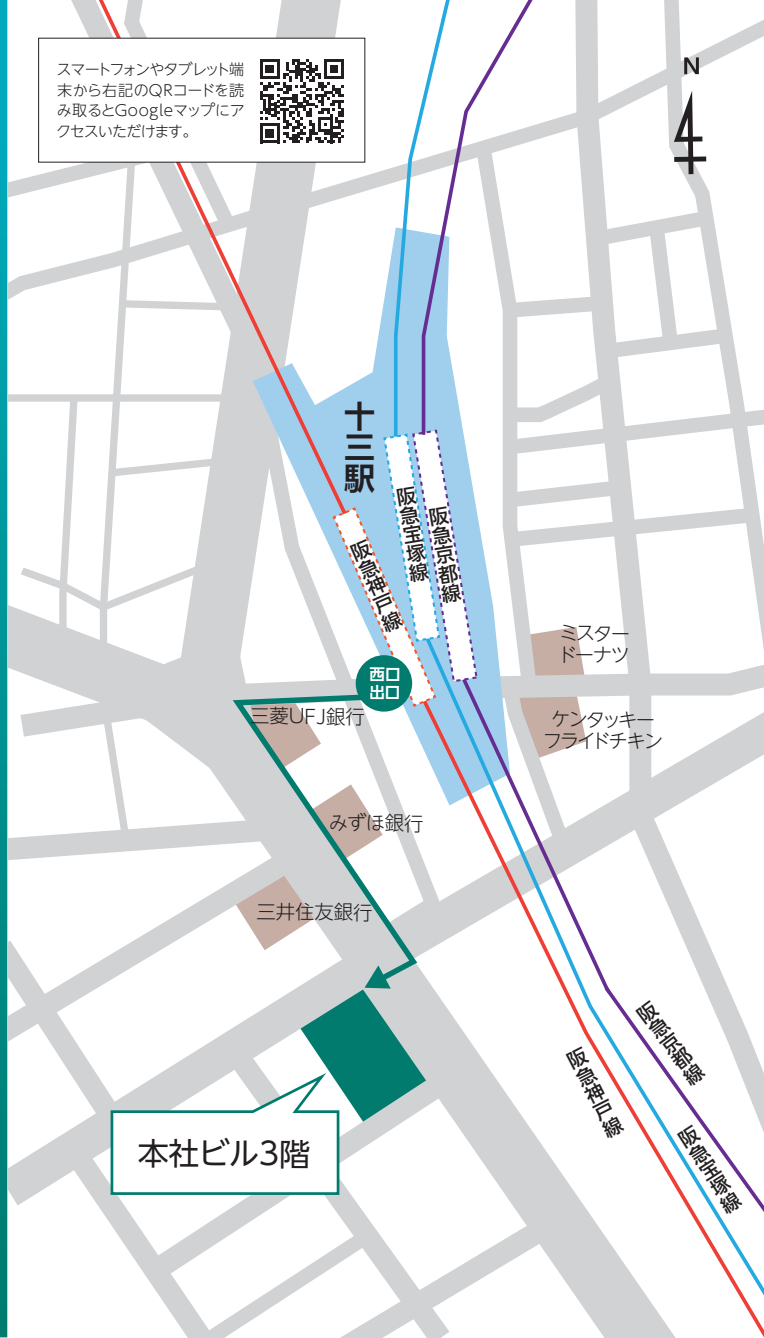 スマートフォンやタブレット端
末から右記のQRコードを読
み取るとGoogleマップにア
クセスいただけます。
N
十三駅
阪急宝塚線
阪急京都線
阪急神戸線
西口
出口
ミスター
ドーナツ
三菱UFJ銀行
ケンタッキー
フライドチキン
みずほ銀行
三井住友銀行
阪急京都線
阪急神戸線
阪急宝塚線
本社ビル3階